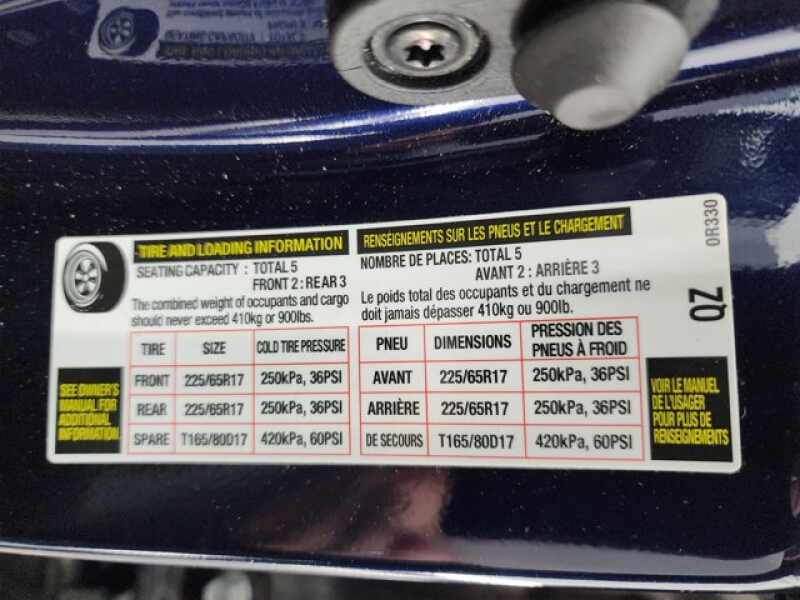 TIRE AND LOADING INFORMATION
SEATING CAPACITY : TOTAL 5
FRONT 2 : REAR 3
The combined weight of occupants and cargo
should never exceed 410kg or 900lbs.
TIRE SIZE COLD TIRE PRESSURE
FRONT 225/65R17 250kPa, 36PSI
REAR 225/65R17 250kPa, 36PSI
SPARE T165/80D17 420kPa, 60PSI
SEE OWNER'S
MANUAL FOR
ADDITIONAL
INFORMATION
RENSEIGNEMENTS SUR LES PNEUS ET LE CHARGEMENT
NOMBRE DE PLACES: TOTAL 5
AVANT 2 : ARRIÈRE 3
Le poids total des occupants et du chargement ne
doit jamais dépasser 410kg ou 900lb.
PNEU DIMENSIONS PRESSION DES
PNEUS À FROID
AVANT 225/65R17 250kPa, 36PSI
ARRIÈRE 225/65R17 250kPa, 36PSI
DE SECOURS T165/80D17 420kPa, 60PSI
VOIR LE MANUEL
DE L'USAGER
POUR PLUS DE
RENSEIGNEMENTS
QZ
0R330